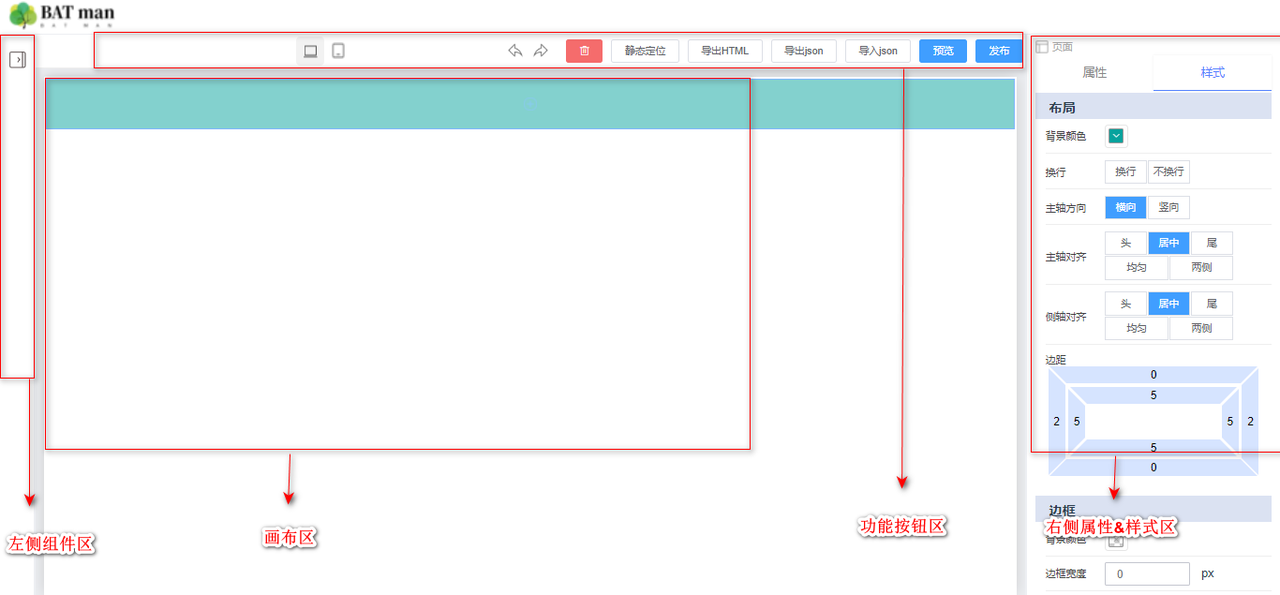 BAT man
BAT MAN
静态定位
导出HTML
导出json
导入json
预览
发布
页面
属性
样式
布局
背景颜色
换行
换行
不换行
主轴方向
横向
竖向
主轴对齐
头
居中
尾
均匀
两侧
侧轴对齐
头
居中
尾
均匀
两侧
边距
0
5
2
5
5
2
5
0
边框
背景颜色
边框宽度
0
px
左侧组件区
画布区
功能按钮区
右侧属性&样式区